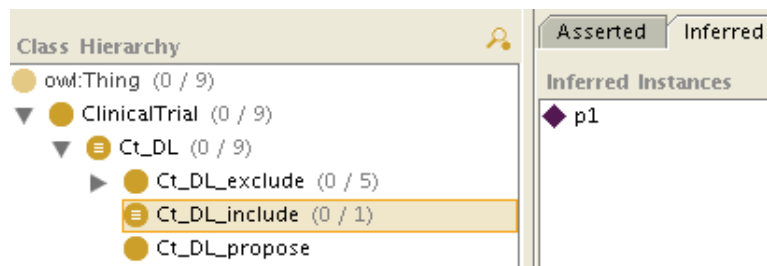 Class Hierarchy
owl:Thing (0 / 9)
ClinicalTrial (0 / 9)
Ct_DL (0 / 9)
Ct_DL_exclude (0 / 5)
Ct_DL_include (0 / 1)
Ct_DL_propose
Asserted Inferred
Inferred Instances
p1